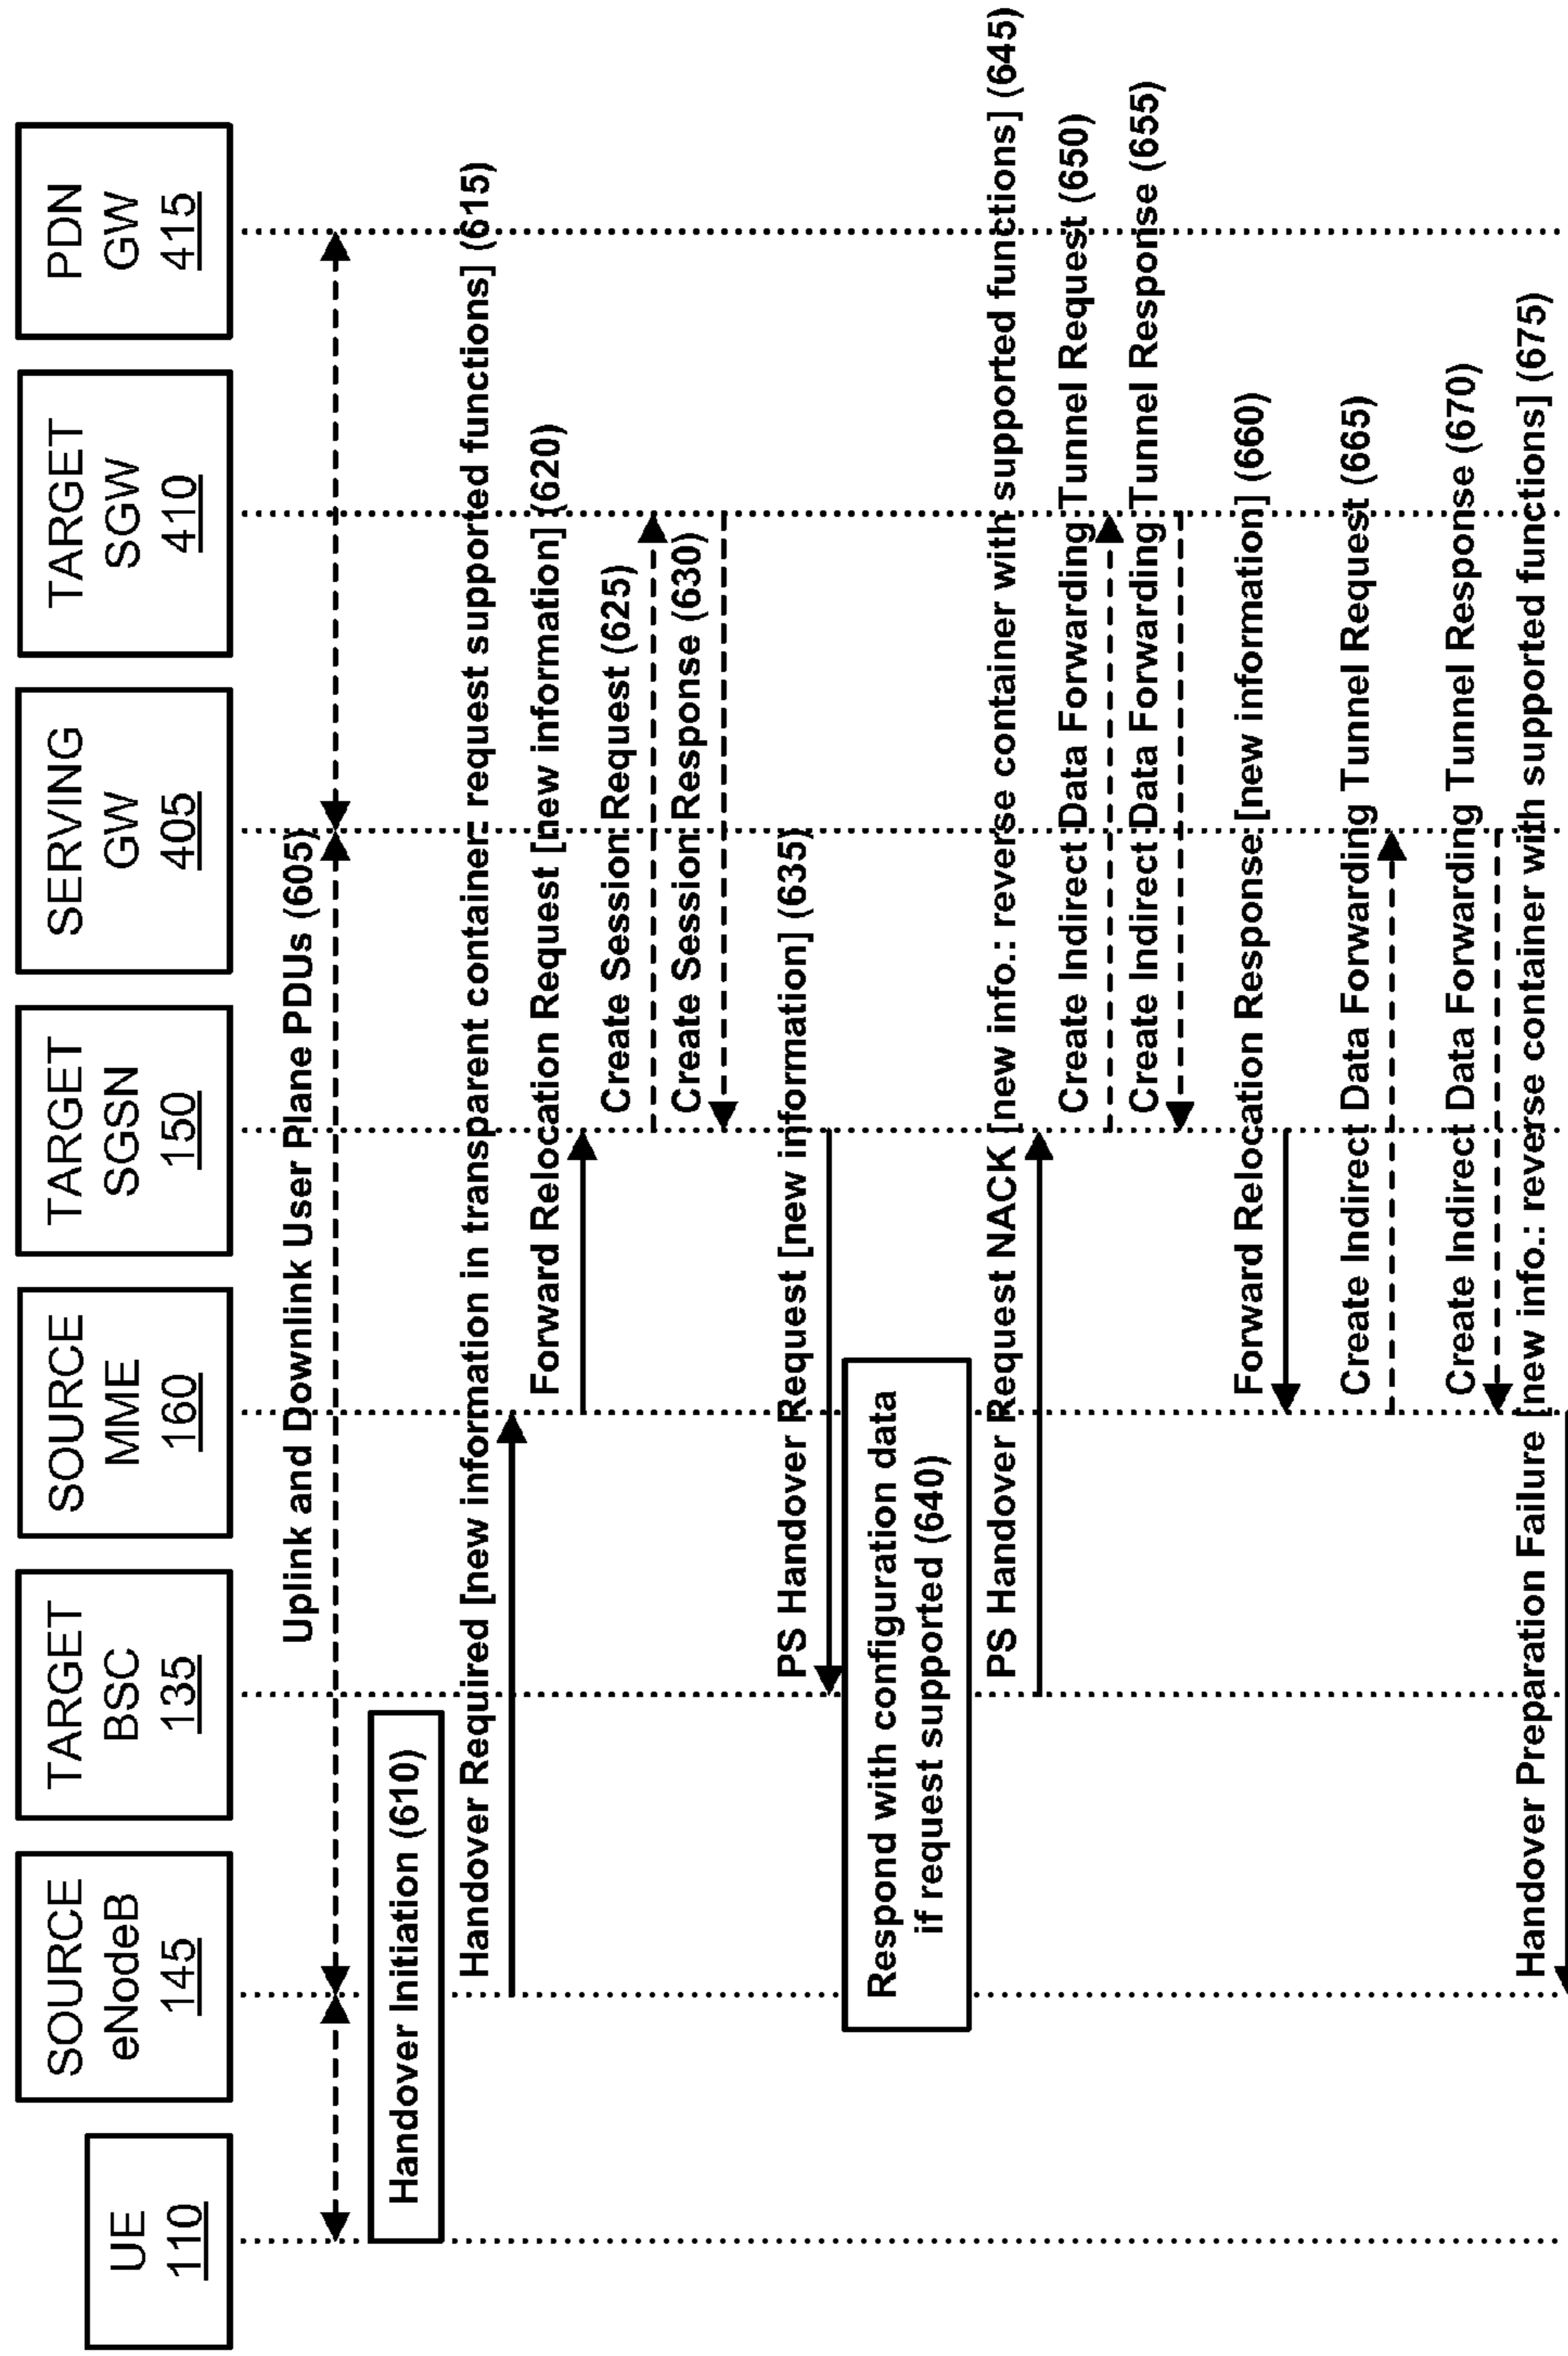 UE
110
SOURCE
eNodeB
145
TARGET
BSC
135
SOURCE
MME
160
TARGET
SGSN
150
SERVING
GW
405
TARGET
SGW
410
PDN
GW
415
Uplink and Downlink User Plane PDUs (605)
Handover Initiation (610)
Handover Required [new information in transparent container: request supported functions] (615)
Forward Relocation Request [new information] (620)
Create Session Request (625)
Create Session Response (630)
PS Handover Request [new information] (635)
Respond with configuration data
if request supported (640)
PS Handover Request NACK [new info.: reverse container with supported functions] (645)
Create Indirect Data Forwarding Tunnel Request (650)
Create Indirect Data Forwarding Tunnel Response (655)
Forward Relocation Response [new information] (660)
Create Indirect Data Forwarding Tunnel Request (665)
Create Indirect Data Forwarding Tunnel Response (670)
Handover Preparation Failure [new info.: reverse container with supported functions] (675)